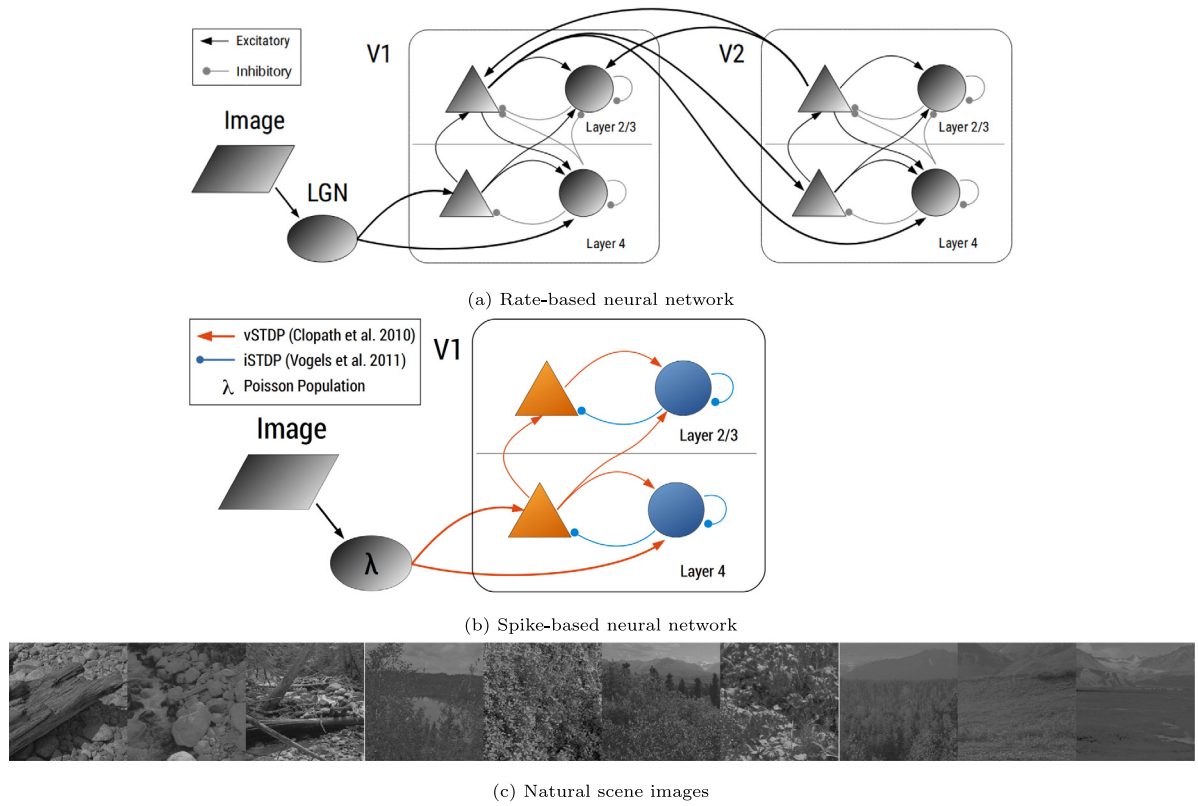 Excitatory
Inhibitory
V1
V2
Image
LGN
Layer 2/3
Layer 4
Layer 2/3
Layer 4
(a) Rate-based neural network
vSTDP (Clopath et al. 2010)
iSTDP (Vogels et al. 2011)
λ Poisson Population
V1
Image
λ
Layer 2/3
Layer 4
(b) Spike-based neural network
(c) Natural scene images